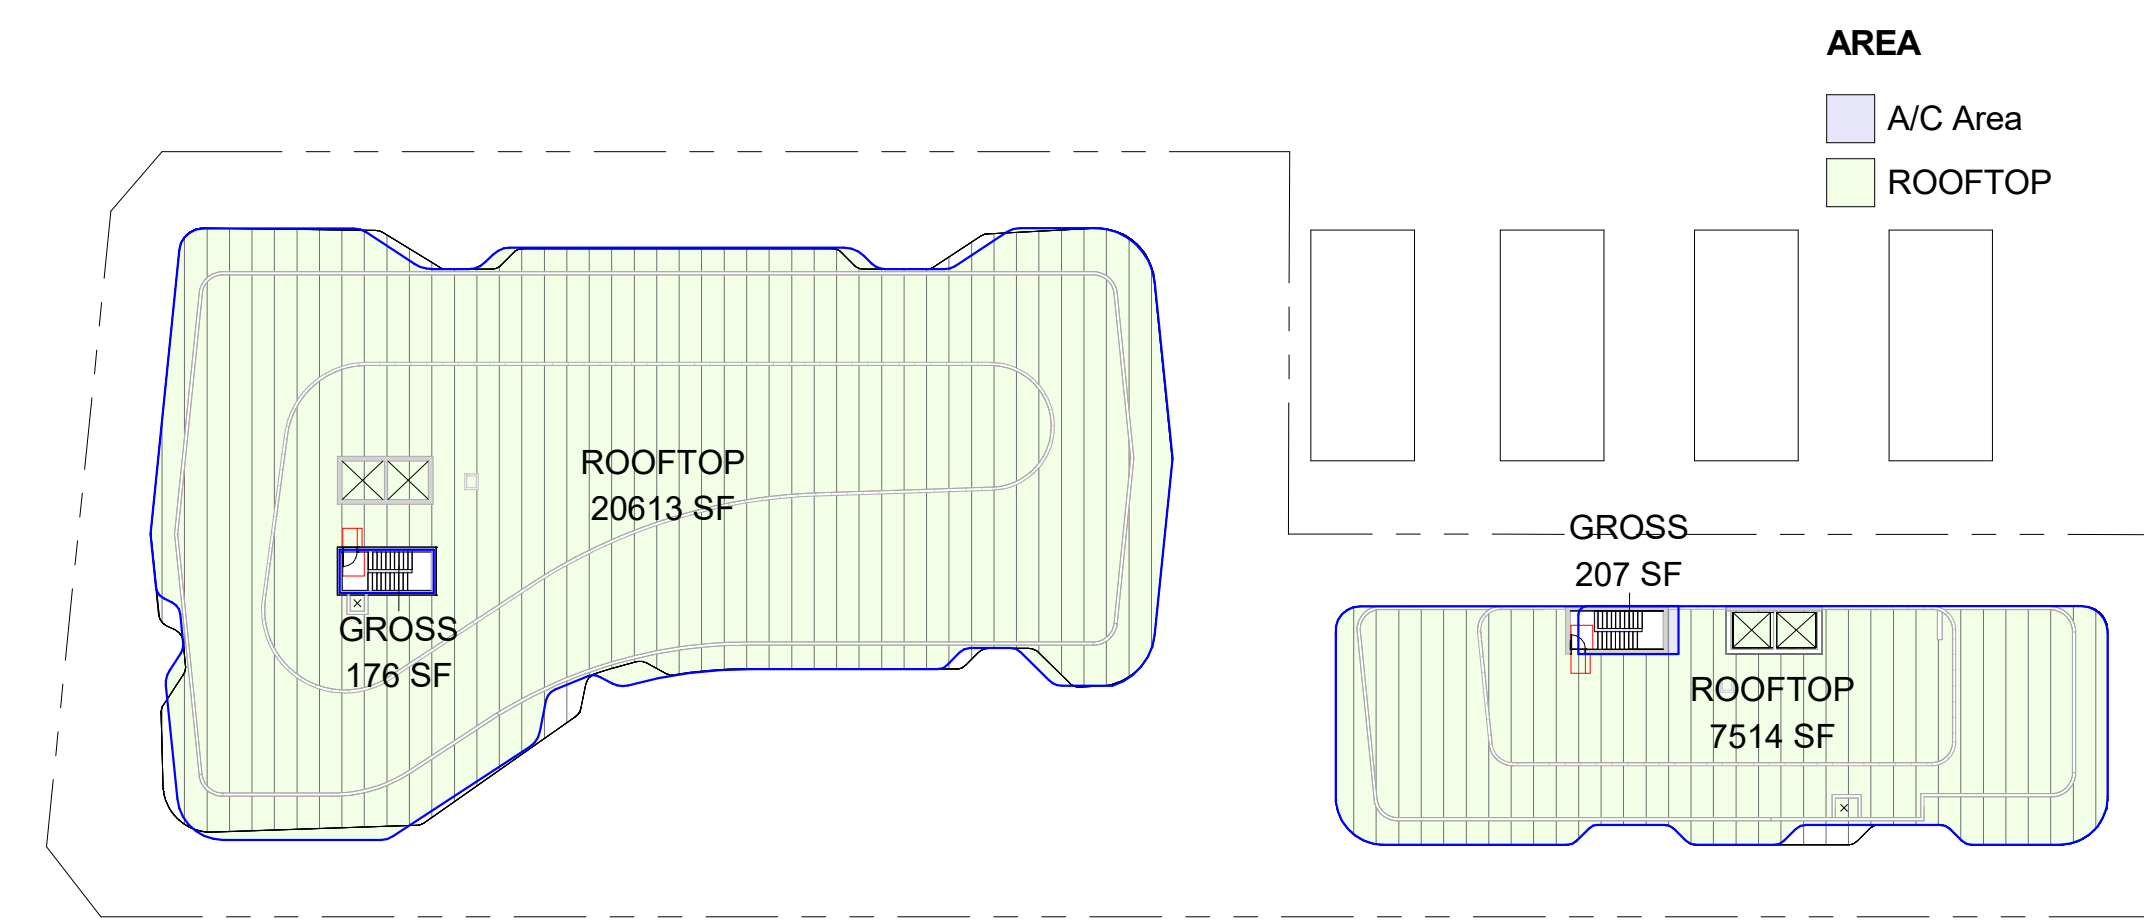 AREA
A/C Area
ROOFTOP
ROOFTOP
20613 SF
GROSS
176 SF
GROSS
207 SF
ROOFTOP
7514 SF